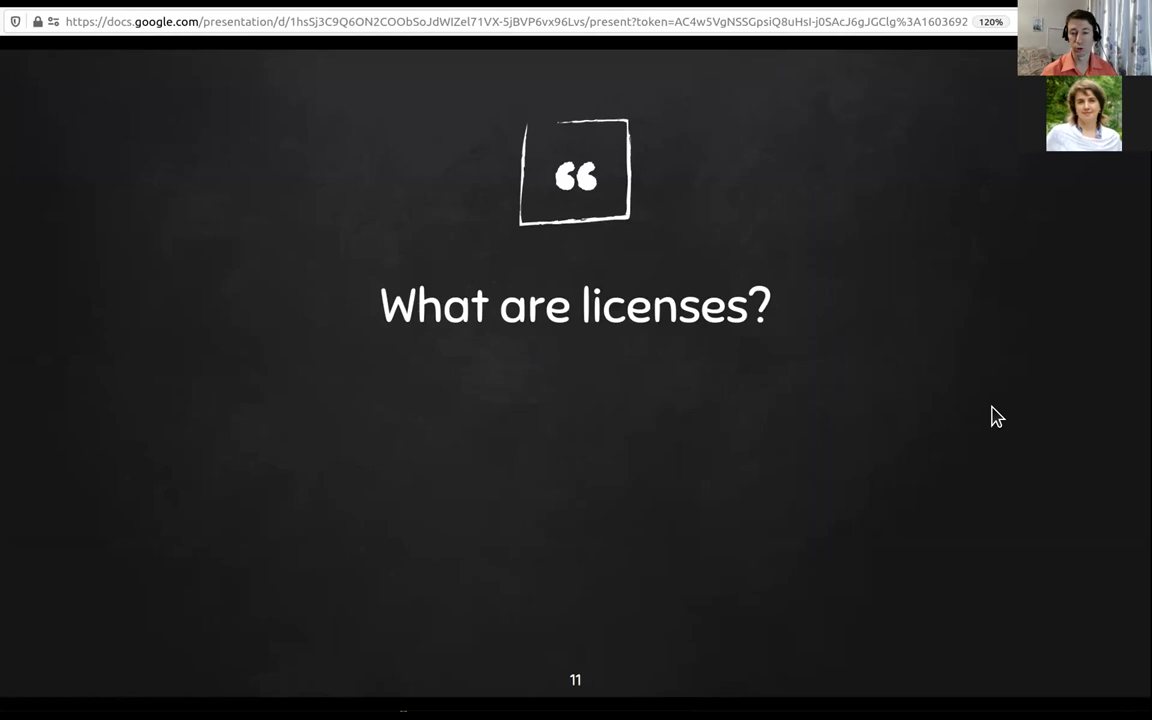 https://docs.google.com/presentation/d/1hsSj3C9Q6ON2COObSoJdWIZel71VX-5jBVP6vx96Lvs/present?token=AC4w5VgNSSGpsiQ8uHsI-j0SAcJ6gJGClg%3A1603692
120%
“
What are licenses?
11